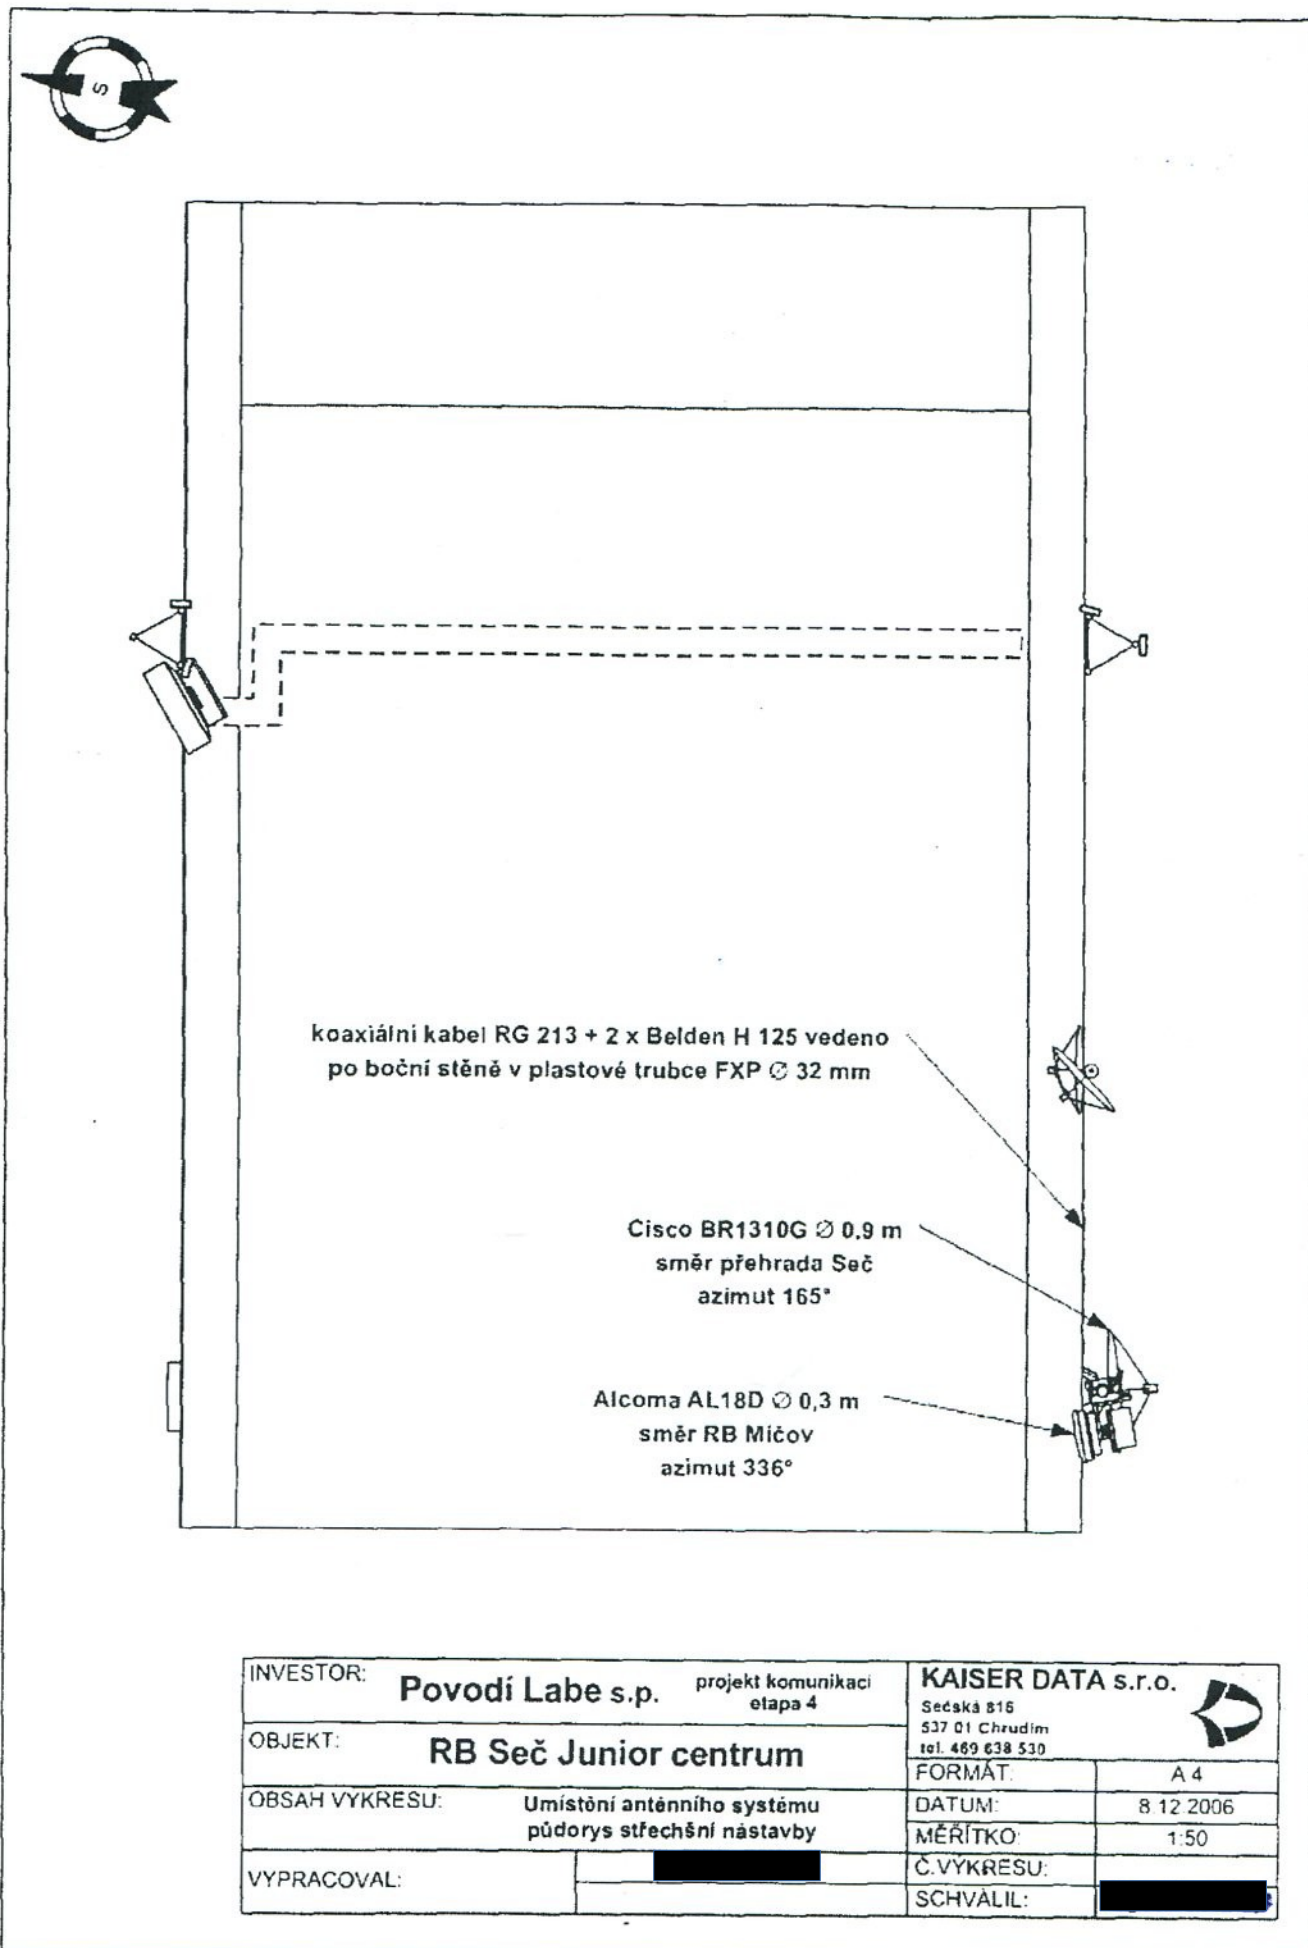 S
koaxiální kabel RG 213 + 2 x Belden H 125 vedeno
po boční stěně v plastové trubce FXP ∅ 32 mm
Cisco BR1310G ∅ 0,9 m
směr přehrada Seč
azimut 165°
Alcoma AL18D ∅ 0,3 m
směr RB Míčov
azimut 336°
INVESTOR:
Povodí Labe s.p.
projekt komunikací
etapa 4
OBJEKT:
RB Seč Junior centrum
OBSAH VÝKRESU:
Umístění anténního systému
půdorys střechšní nástavby
VYPRACOVAL:
KAISER DATA s.r.o.
Sečská 816
537 01 Chrudim
tel. 469 638 530
FORMÁT: A 4
DATUM: 8.12.2006
MĚŘÍTKO: 1:50
Č.VÝKRESU:
SCHVÁLIL: